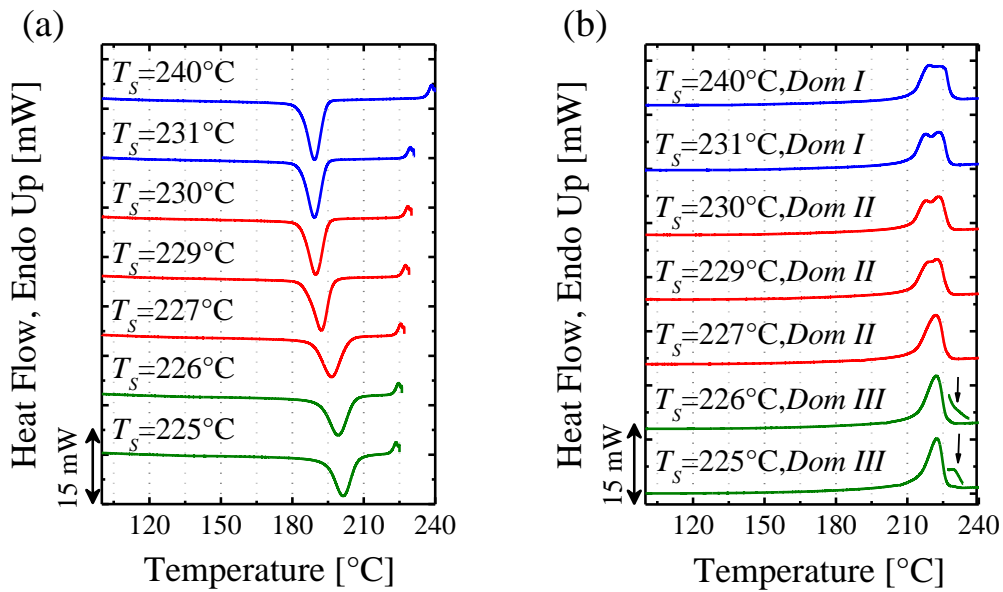 (a)
Heat Flow, Endo Up [mW]
T_S=240°C
T_S=231°C
T_S=230°C
T_S=229°C
T_S=227°C
T_S=226°C
T_S=225°C
15 mW
120 150 180 210 240
Temperature [°C]
(b)
Heat Flow, Endo Up [mW]
T_S=240°C,Dom I
T_S=231°C,Dom I
T_S=230°C,Dom II
T_S=229°C,Dom II
T_S=227°C,Dom II
T_S=226°C,Dom III
T_S=225°C,Dom III
15 mW
120 150 180 210 240
Temperature [°C]